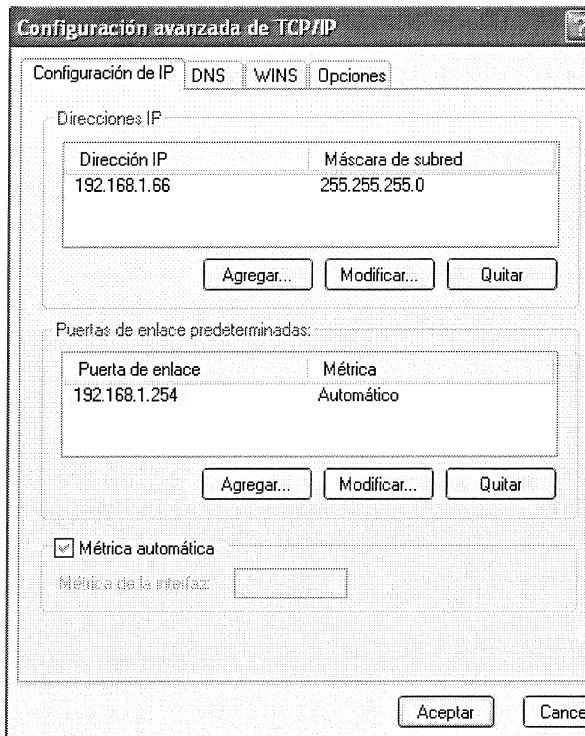 Configuración avanzada de TCP/IP
Configuración de IP DNS WINS Opciones
Direcciones IP
Dirección IP Máscara de subred
192.168.1.66 255.255.255.0
Agregar... Modificar... Quitar
Puertas de enlace predeterminadas:
Puerta de enlace Métrica
192.168.1.254 Automático
Agregar... Modificar... Quitar
Métrica automática
Métrica de la interfaz:
Aceptar Cance